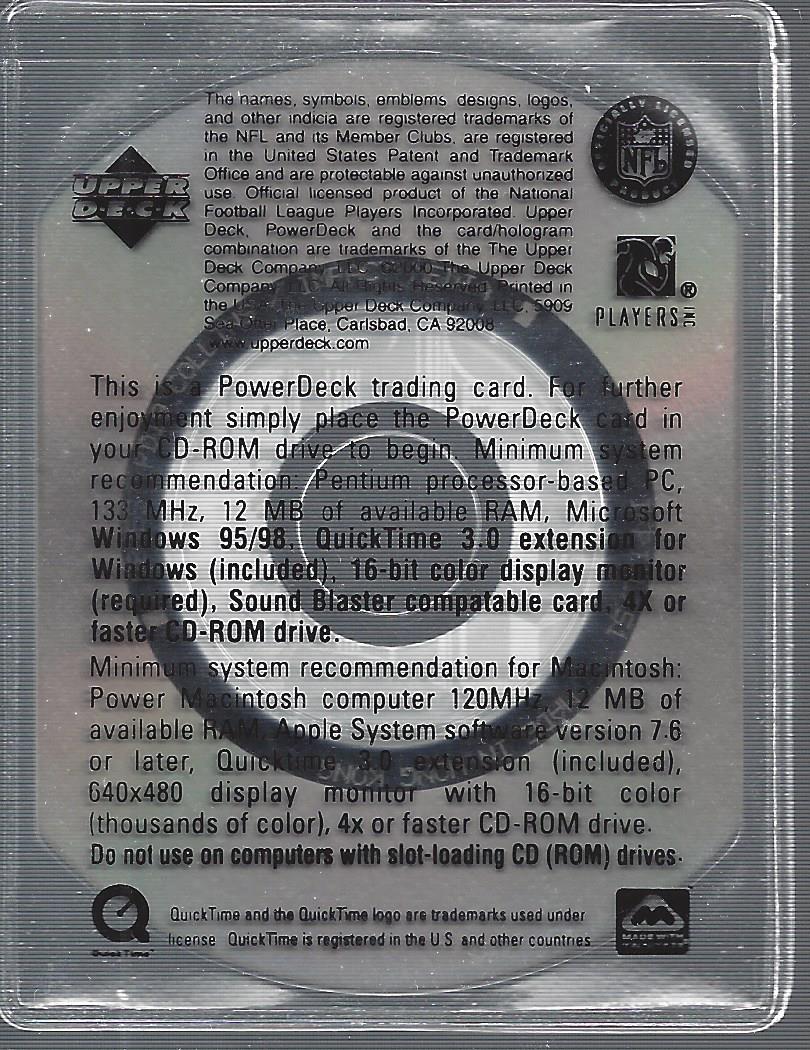 The names, symbols, emblems, designs, logos,
and other indicia are registered trademarks of
the NFL and its Member Clubs, are registered
in the United States Patent and Trademark
Office and are protectable against unauthorized
use. Official licensed product of the National
Football League Players Incorporated. Upper
Deck, PowerDeck and the card/hologram
combination are trademarks of the The Upper
Deck Company, LLC. ©2000 The Upper Deck
Company, LLC. All Rights Reserved. Printed in
the USA. The Upper Deck Company, LLC, 5909
Sea Otter Place, Carlsbad, CA 92008
www.upperdeck.com
UPPER
D·E·C·K
OFFICIALLY LICENSED
NFL
PRODUCT
PLAYERS INC
®
This is a PowerDeck trading card. For further
enjoyment simply place the PowerDeck card in
your CD-ROM drive to begin. Minimum system
recommendation: Pentium processor-based PC,
133 MHz, 12 MB of available RAM, Microsoft
Windows 95/98, QuickTime 3.0 extension for
Windows (included), 16-bit color display monitor
(required), Sound Blaster compatable card, 4X or
faster CD-ROM drive.
Minimum system recommendation for Macintosh:
Power Macintosh computer 120MHz, 12 MB of
available RAM, Apple System software version 7.6
or later, Quicktime 3.0 extension (included),
640x480 display monitor with 16-bit color
(thousands of color), 4x or faster CD-ROM drive.
Do not use on computers with slot-loading CD (ROM) drives.
QuickTime™
QuickTime and the QuickTime logo are trademarks used under
license QuickTime is registered in the U S and other countries
MADE WITH